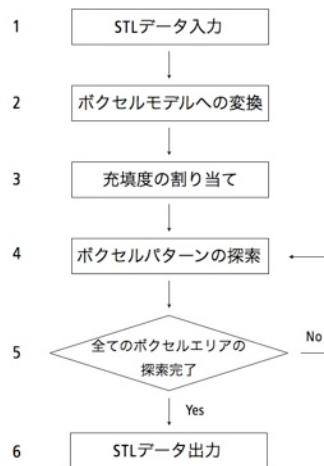 1 STLデータ入力
2 ボクセルモデルへの変換
3 充填度の割り当て
4 ボクセルパターンの探索
5 全てのボクセルエリアの
探索完了
No
Yes
6 STLデータ出力